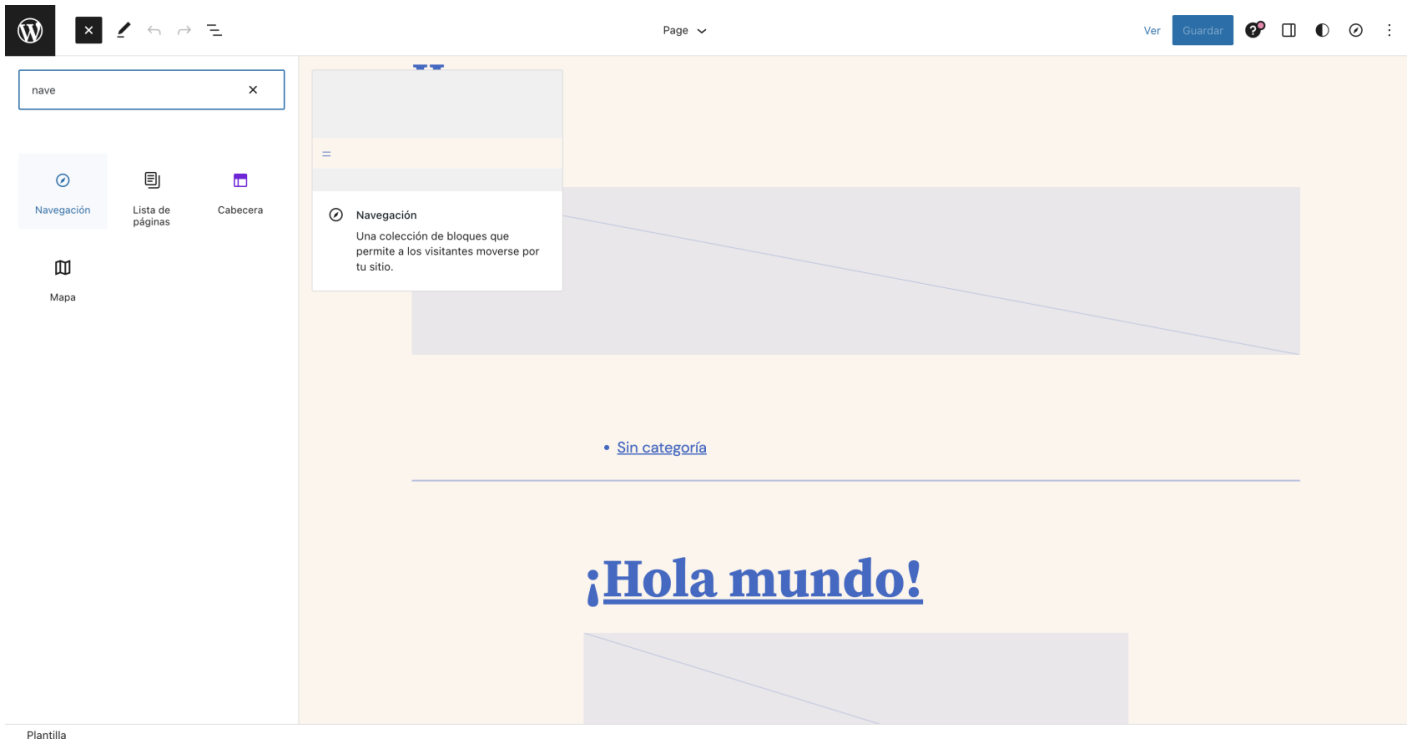 Page
Ver
Guardar
nave
Navegación
Lista de
páginas
Cabecera
Mapa
Navegación
Una colección de bloques que
permite a los visitantes moverse por
tu sitio.
Sin categoría
¡Hola mundo!
Plantilla